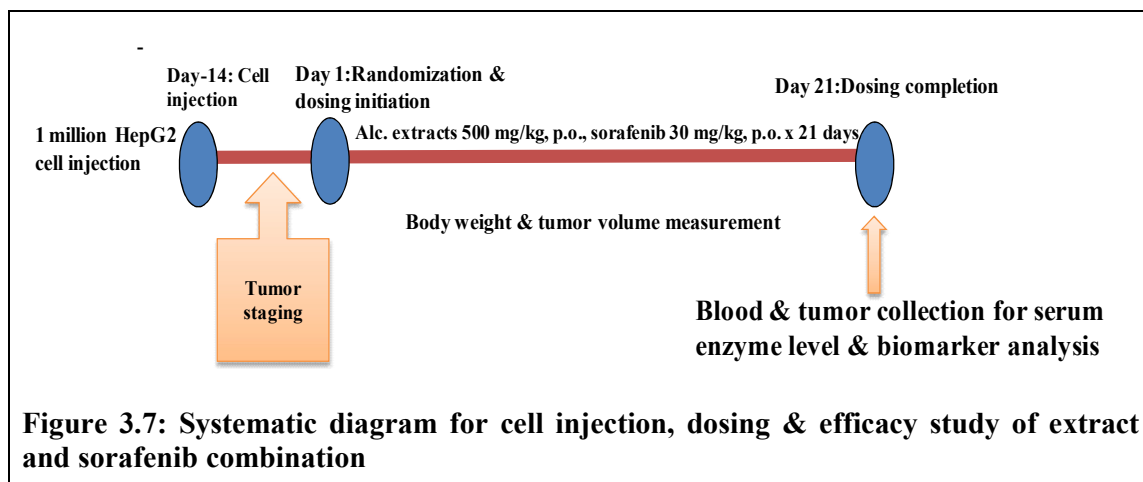 -
Day-14: Cell
injection
Day 1:Randomization &
dosing initiation
Day 21:Dosing completion
1 million HepG2
cell injection
Alc. extracts 500 mg/kg, p.o., sorafenib 30 mg/kg, p.o. x 21 days
Body weight & tumor volume measurement
Tumor
staging
Blood & tumor collection for serum
enzyme level & biomarker analysis
Figure 3.7: Systematic diagram for cell injection, dosing & efficacy study of extract
and sorafenib combination